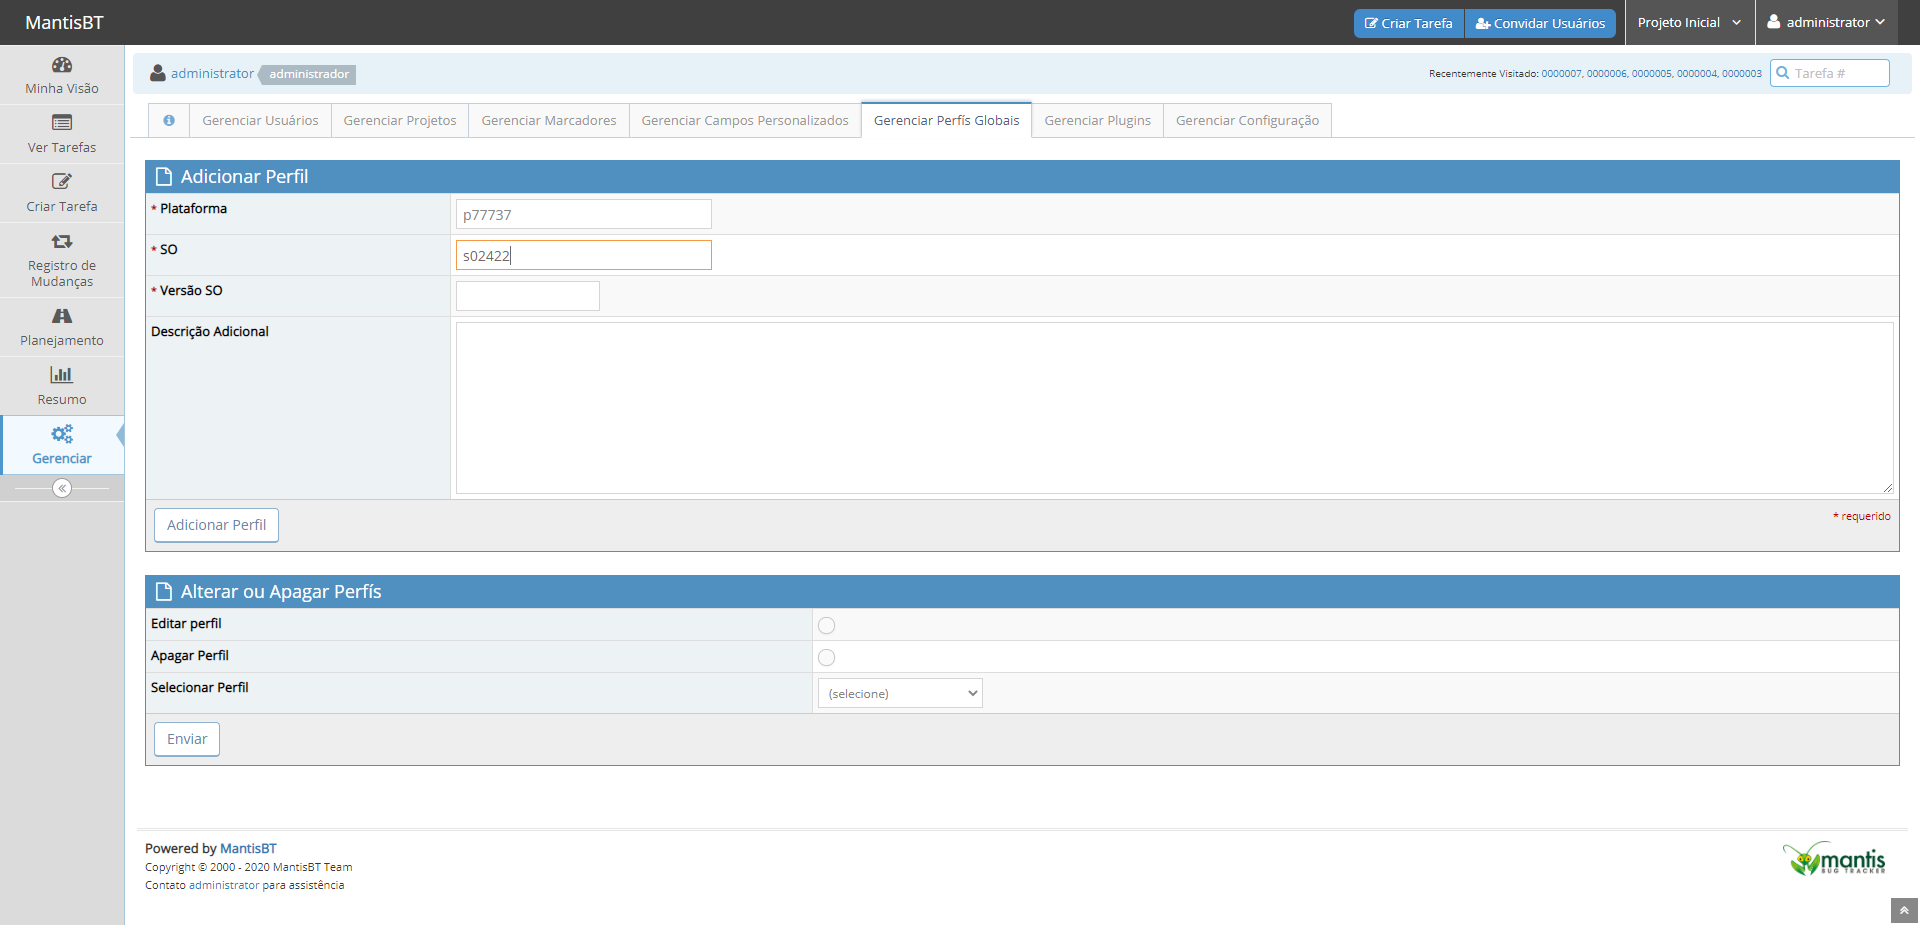 MantisBT
Criar Tarefa
Convidar Usuários
Projeto Inicial
administrator
Minha Visão
Ver Tarefas
Criar Tarefa
Registro de
Mudanças
Planejamento
Resumo
Gerenciar
administrator
administrador
Recentemente Visitado: 0000007, 0000006, 0000005, 0000004, 0000003
Tarefa #
Gerenciar Usuários
Gerenciar Projetos
Gerenciar Marcadores
Gerenciar Campos Personalizados
Gerenciar Perfís Globais
Gerenciar Plugins
Gerenciar Configuração
Adicionar Perfil
* Plataforma
p77737
* SO
s02422
* Versão SO
Descrição Adicional
Adicionar Perfil
* requerido
Alterar ou Apagar Perfís
Editar perfil
Apagar Perfil
Selecionar Perfil
(selecione)
Enviar
Powered by MantisBT
Copyright © 2000 - 2020 MantisBT Team
Contato administrator para assistência
mantis
BUG TRACKER